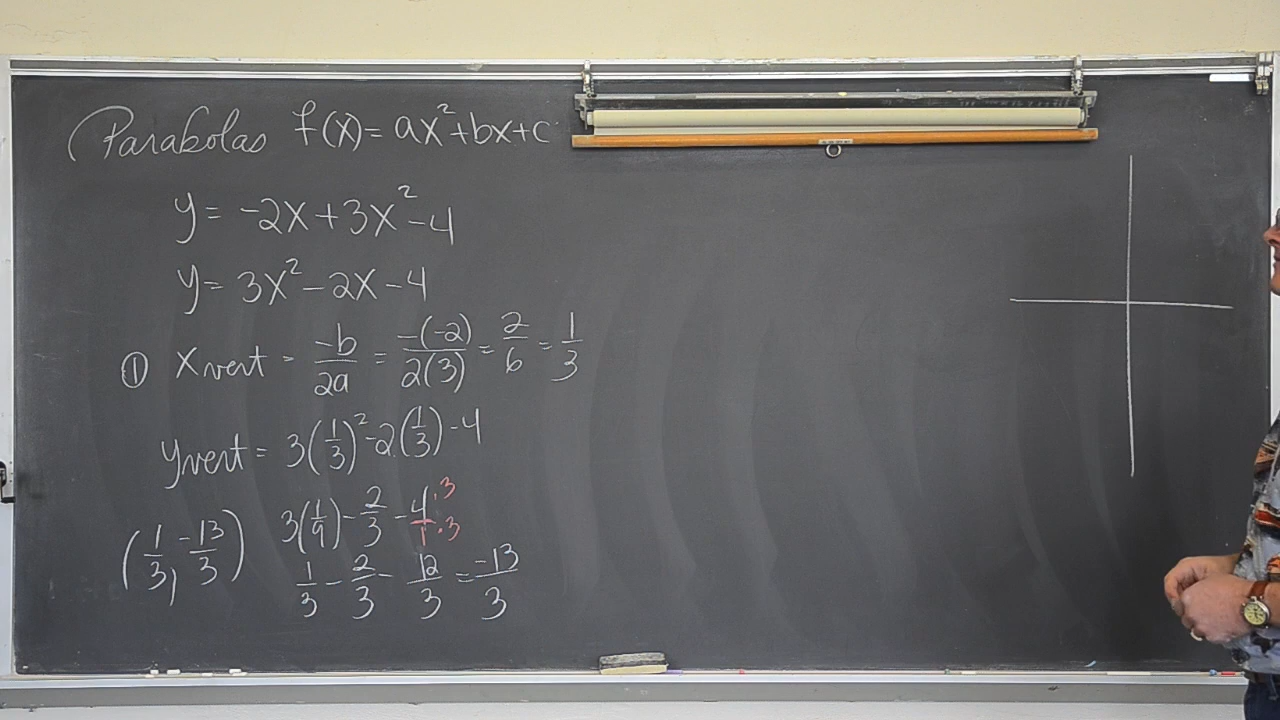 Parabolas f(x)= ax²+bx+c
y= -2x+3x²-4
y= 3x²-2x-4
① Xvert = -b/2a = -(-2)/2(3) = 2/6 = 1/3
yvert = 3(1/3)²-2(1/3)-4
3(1/9)-2/3-4·3/1·3
(1/3, -13/3)
1/3-2/3-12/3=-13/3